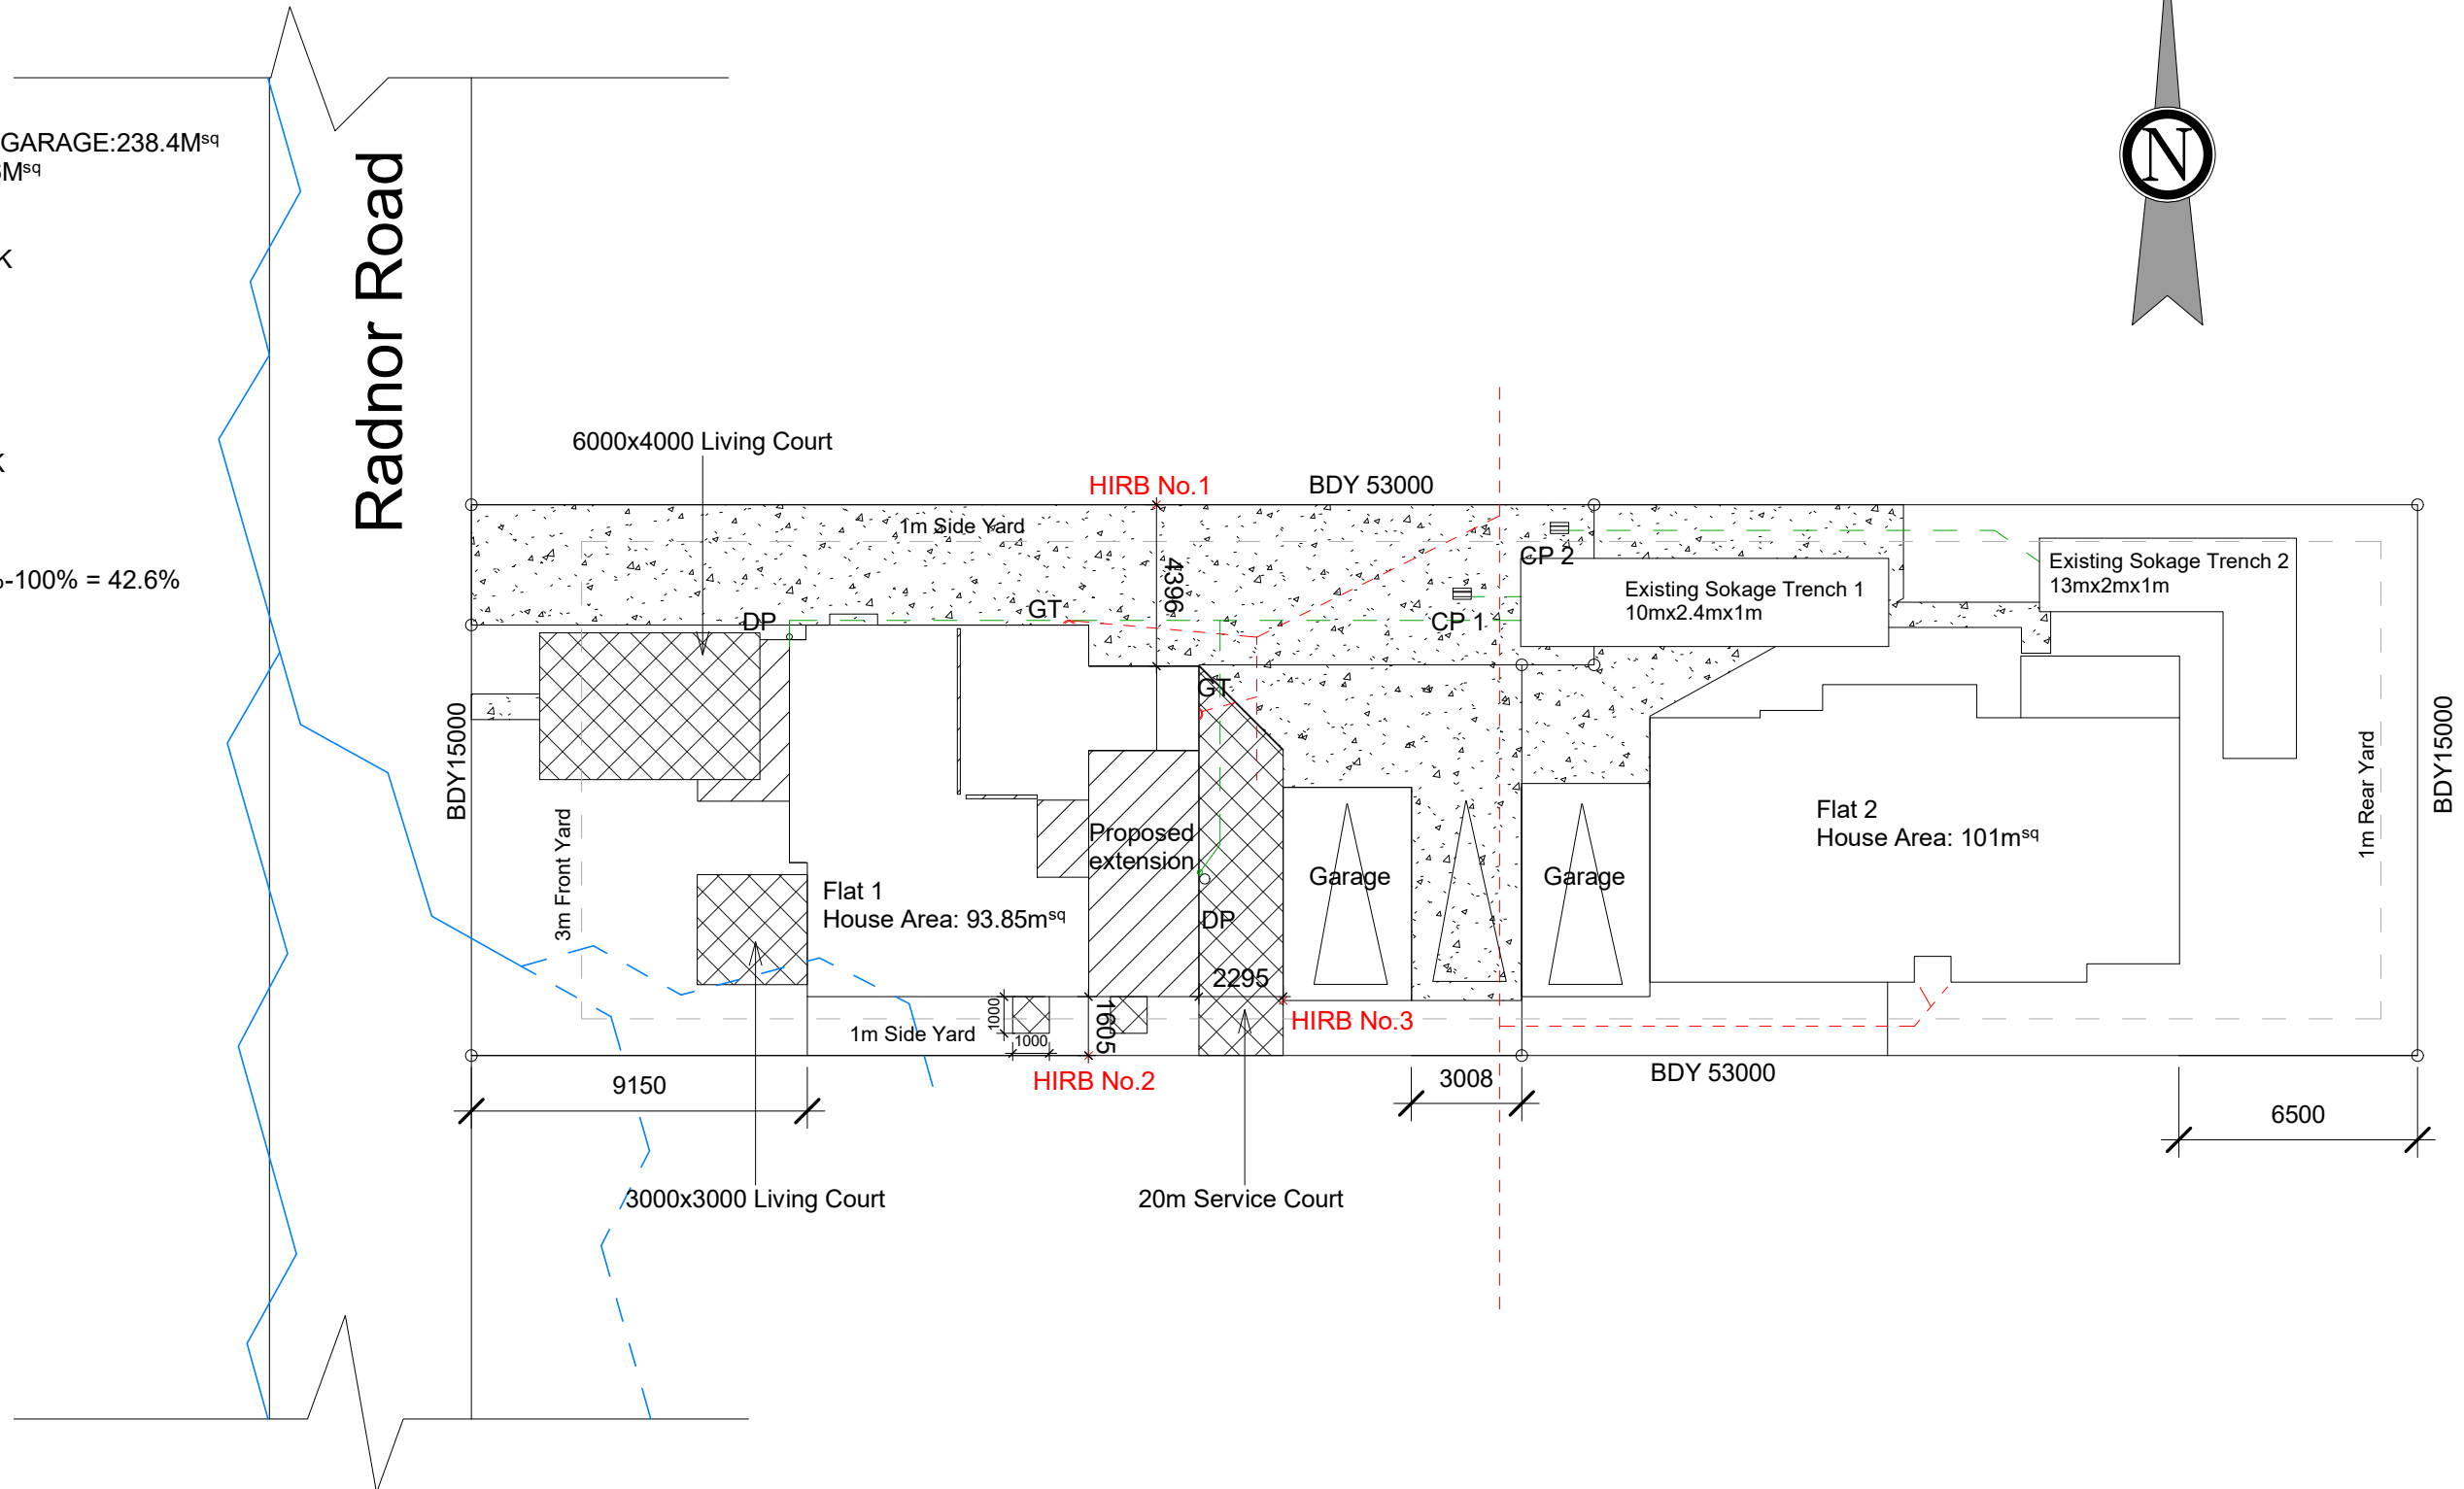 GARAGE:238.4Msq
Msq
K
K
-100% = 42.6%
Radnor Road
N
6000x4000 Living Court
HIRB No.1
BDY 53000
1m Side Yard
4396
CP 2
Existing Sokage Trench 1
10mx2.4mx1m
Existing Sokage Trench 2
13mx2mx1m
DP
GT
CP 1
GT
BDY15000
BDY15000
3m Front Yard
1m Rear Yard
Proposed
extension
Flat 1
House Area: 93.85msq
Garage
Garage
Flat 2
House Area: 101msq
DP
2295
1000
1000
1605
1m Side Yard
HIRB No.3
HIRB No.2
BDY 53000
9150
3008
6500
3000x3000 Living Court
20m Service Court